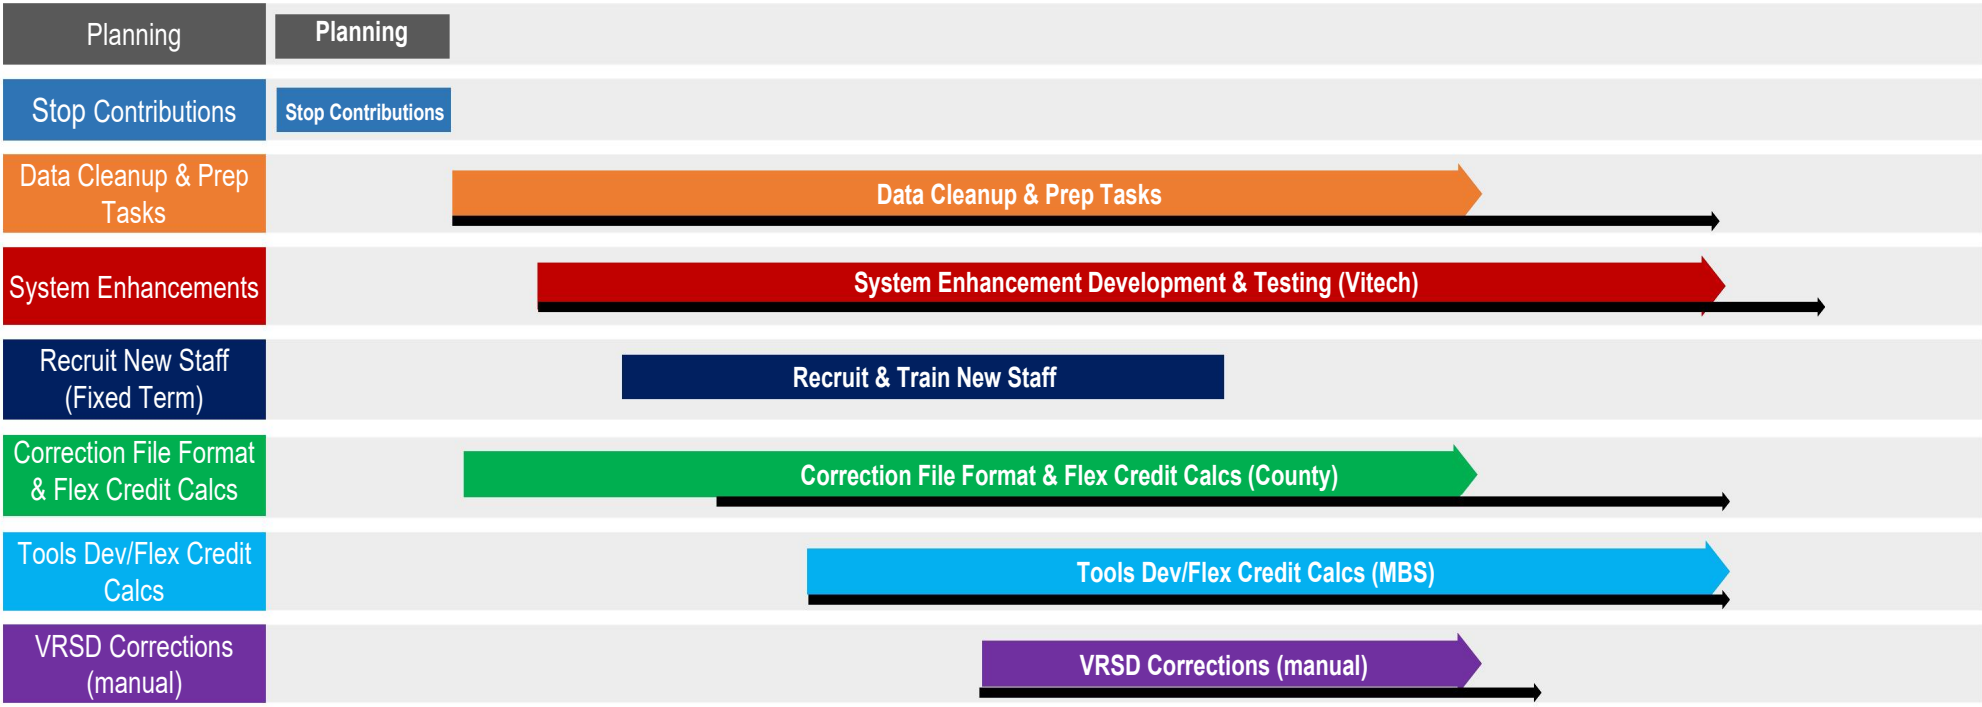 Planning
Planning
Stop Contributions
Stop Contributions
Data Cleanup & Prep
Tasks
Data Cleanup & Prep Tasks
System Enhancements
System Enhancement Development & Testing (Vitech)
Recruit New Staff
(Fixed Term)
Recruit & Train New Staff
Correction File Format
& Flex Credit Calcs
Correction File Format & Flex Credit Calcs (County)
Tools Dev/Flex Credit
Calcs
Tools Dev/Flex Credit Calcs (MBS)
VRSD Corrections
(manual)
VRSD Corrections (manual)